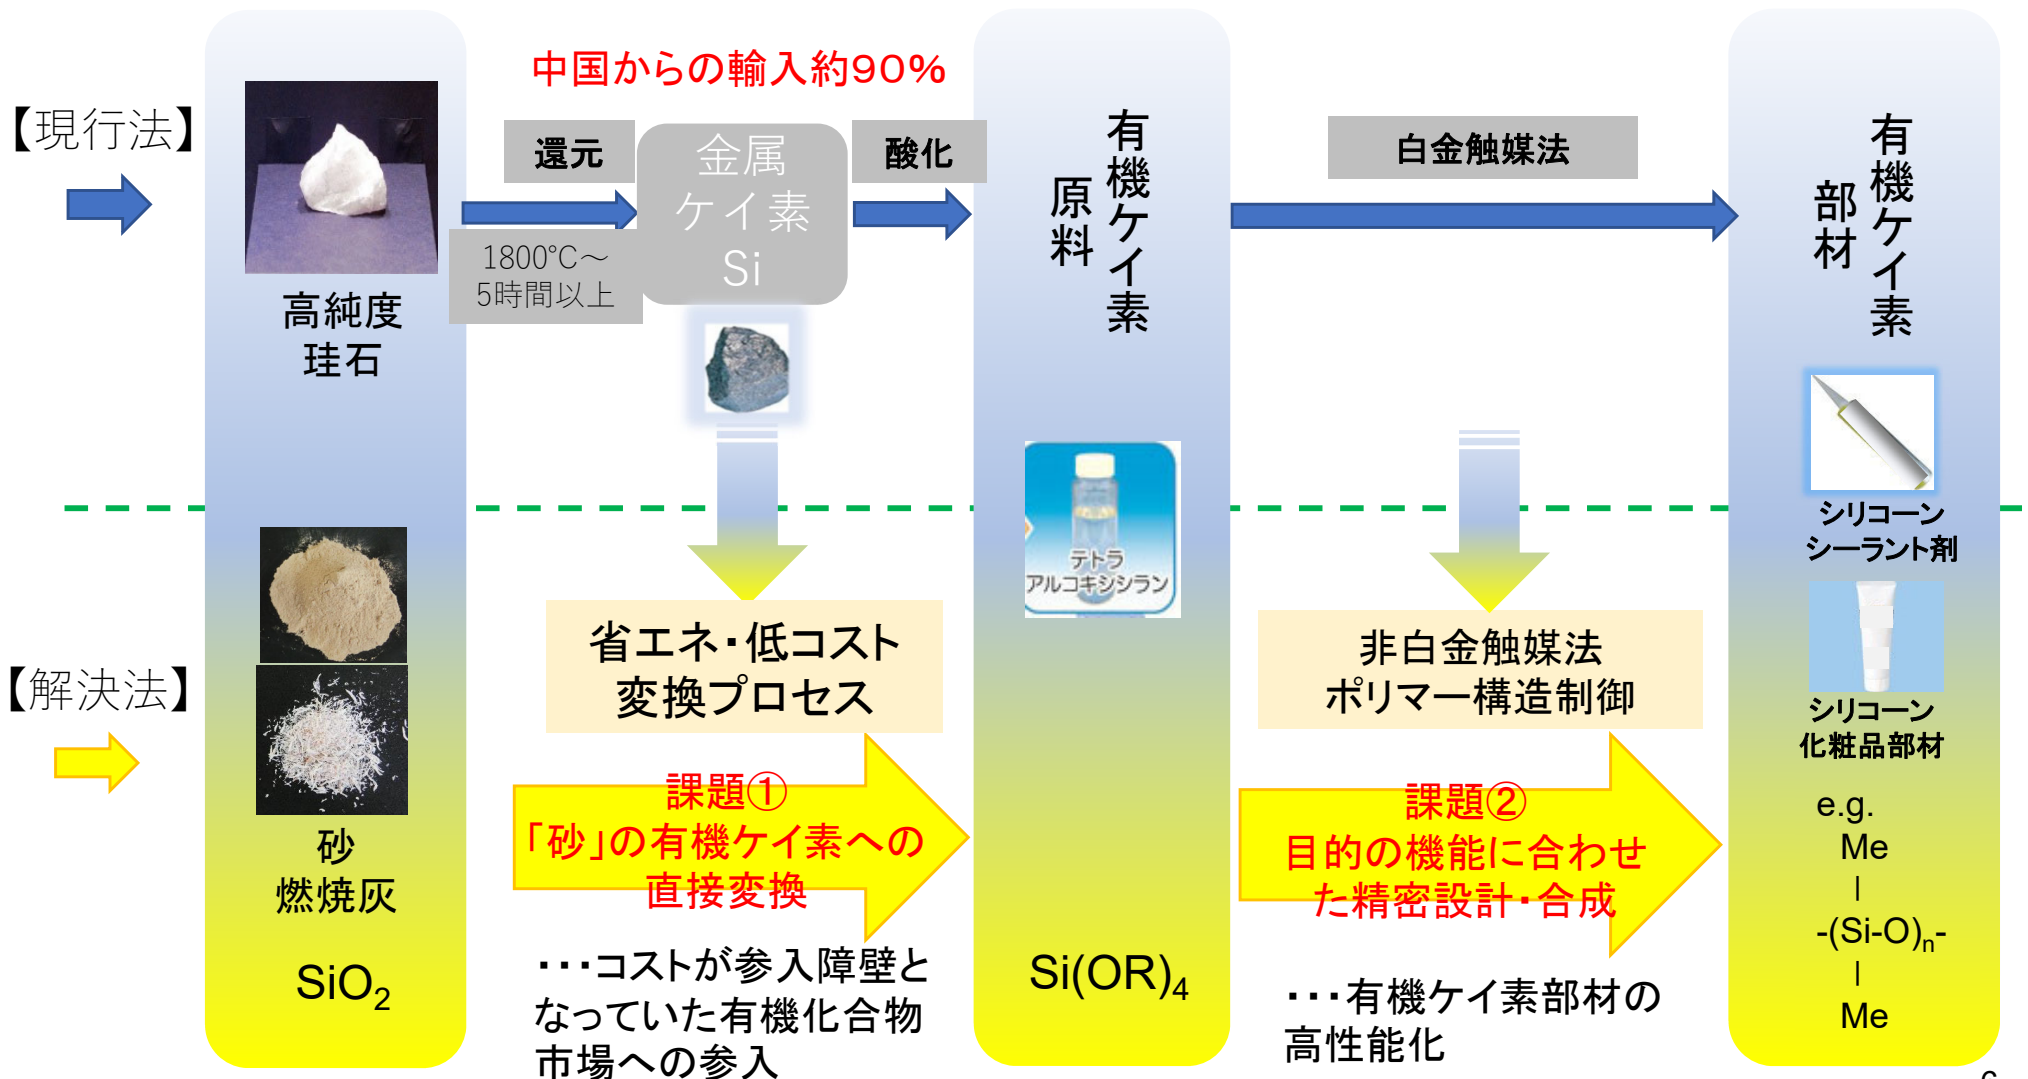 中国からの輸入約90%
【現行法】
還元
金属
ケイ素
Si
酸化
1800°C～
5時間以上
高純度
珪石
有機ケイ素
原料
白金触媒法
有機ケイ素
部材
テトラ
アルコキシシラン
シリコーン
シーラント剤
シリコーン
化粧品部材
【解決法】
省エネ・低コスト
変換プロセス
非白金触媒法
ポリマー構造制御
課題①
「砂」の有機ケイ素への
直接変換
課題②
目的の機能に合わせ
た精密設計・合成
砂
燃焼灰
SiO2
・・・コストが参入障壁と
なっていた有機化合物
市場への参入
Si(OR)4
・・・有機ケイ素部材の
高性能化
e.g.
Me
|
-(Si-O)n-
|
Me